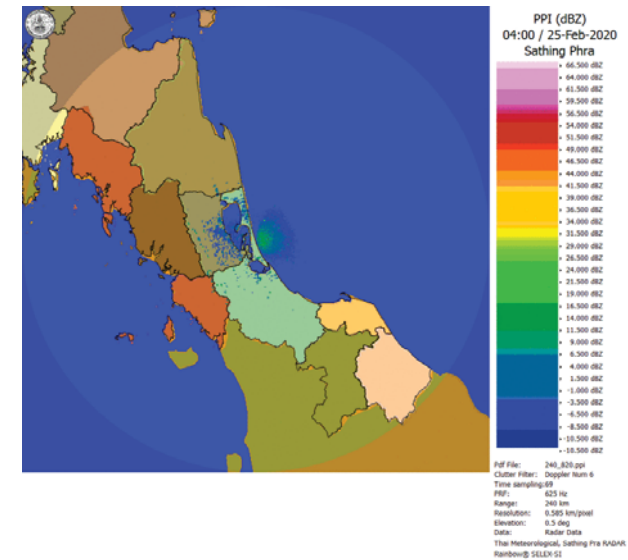 PPI (dBZ)
04:00 / 25-Feb-2020
Sathing Phra
66.500 dBZ
64.000 dBZ
61.500 dBZ
59.500 dBZ
56.500 dBZ
54.000 dBZ
51.500 dBZ
49.000 dBZ
46.500 dBZ
44.000 dBZ
41.500 dBZ
39.000 dBZ
36.500 dBZ
34.000 dBZ
31.500 dBZ
29.000 dBZ
26.500 dBZ
24.000 dBZ
21.500 dBZ
19.000 dBZ
16.500 dBZ
14.000 dBZ
11.500 dBZ
9.000 dBZ
6.500 dBZ
4.000 dBZ
1.500 dBZ
-1.000 dBZ
-3.500 dBZ
-6.500 dBZ
-8.500 dBZ
-10.500 dBZ
-10.500 dBZ
Pdf File: 240_820.ppi
Clutter Filter: Doppler Num 6
Time sampling:69
PRF: 625 Hz
Range: 240 km
Resolution: 0.585 km/pixel
Elevation: 0.5 deg
Data: Radar Data
Thai Meteorological, Sathing Pra RADAR
Rainbow® SELEX-SI